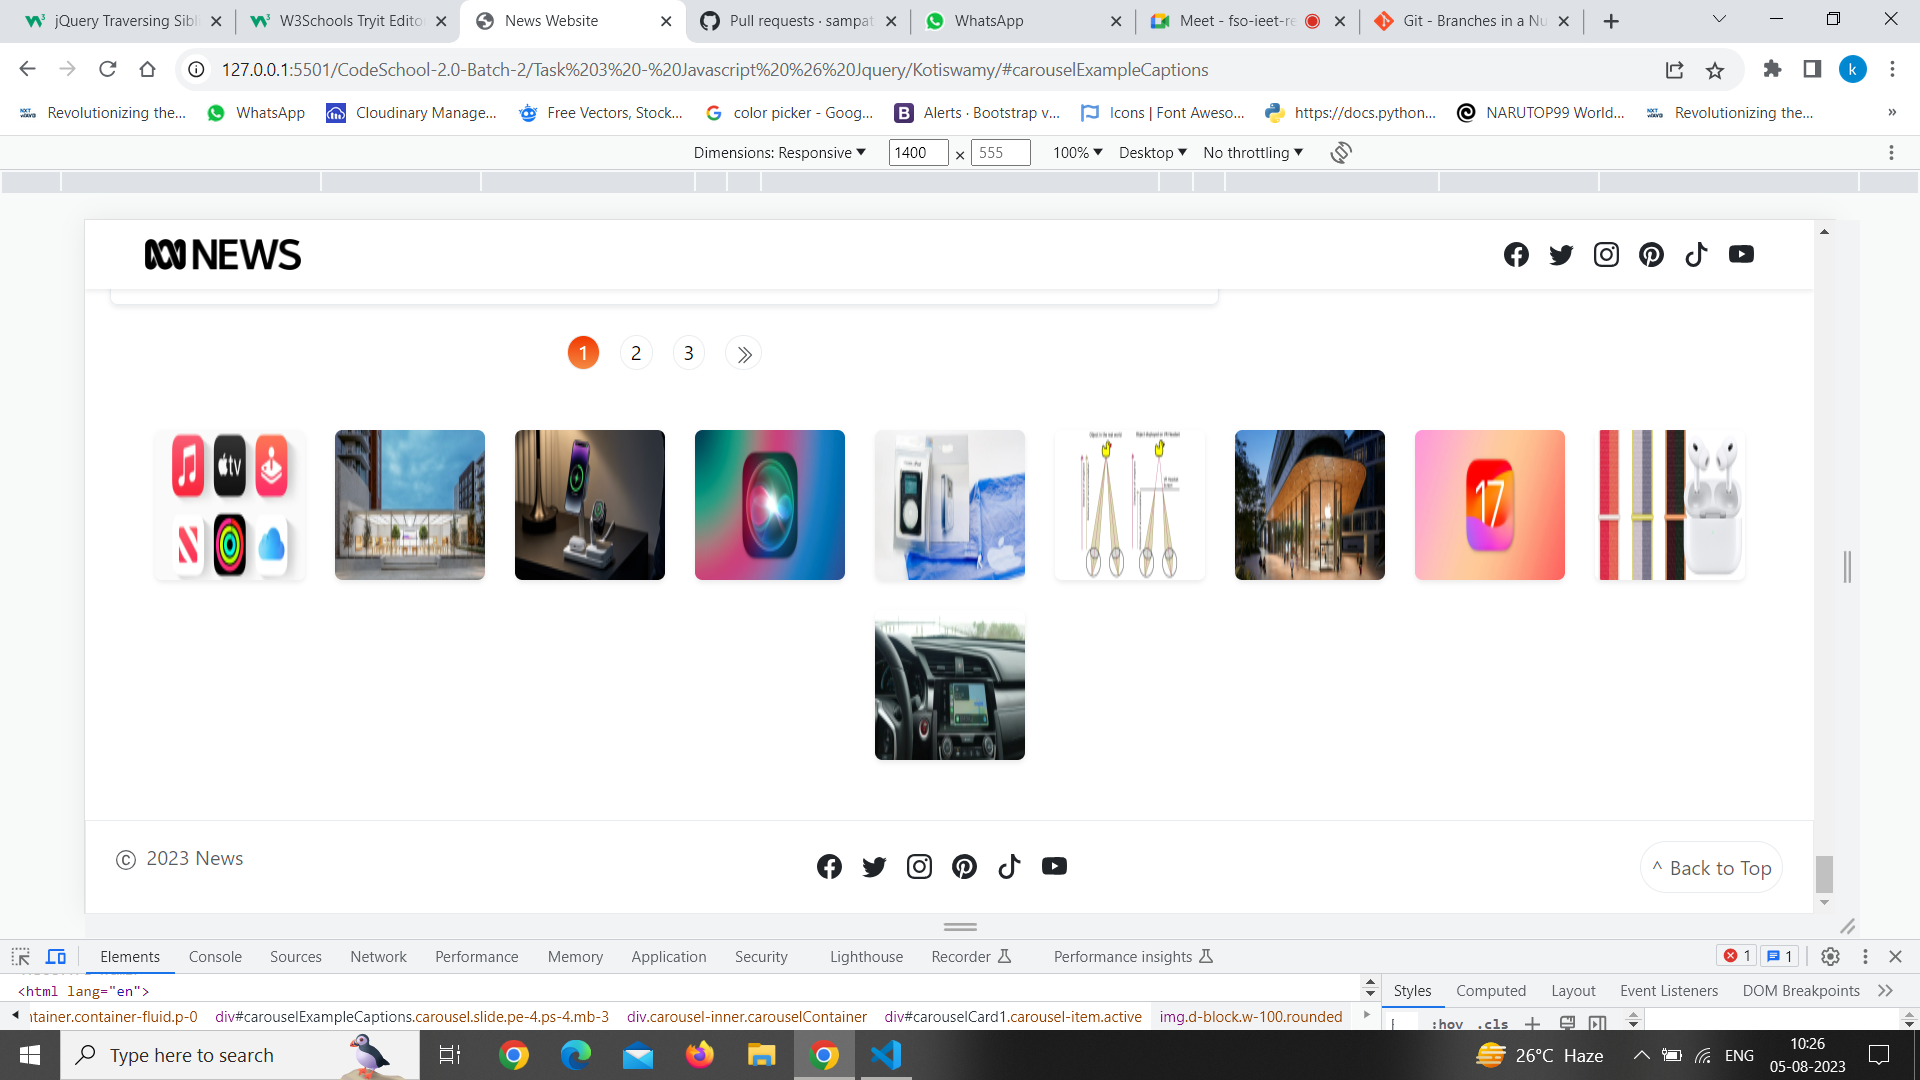 jQuery Traversing Sibl
W3Schools Tryit Edito
News Website
Pull requests · sampat
WhatsApp
Meet - fso-ieet-re
Git - Branches in a Nu
127.0.0.1:5501/CodeSchool-2.0-Batch-2/Task%203%20-%20Javascript%20%26%20Jquery/Kotiswamy/#carouselExampleCaptions
k
Revolutionizing the...
WhatsApp
Cloudinary Manage...
Free Vectors, Stock...
color picker - Goog...
Alerts · Bootstrap v...
Icons | Font Aweso...
https://docs.python...
NARUTOP99 World...
Revolutionizing the...
»
Dimensions: Responsive
1400 × 555
100%
Desktop
No throttling
NEWS
1 2 3
tv
17
© 2023 News
^ Back to Top
Elements
Console
Sources
Network
Performance
Memory
Application
Security
Lighthouse
Recorder
Performance insights
1
1
<html lang="en">
ntainer.container-fluid.p-0
div#carouselExampleCaptions.carousel.slide.pe-4.ps-4.mb-3
div.carousel-inner.carouselContainer
div#carouselCard1.carousel-item.active
img.d-block.w-100.rounded
Styles
Computed
Layout
Event Listeners
DOM Breakpoints
:hov .cls
Type here to search
26°C Haze
ENG
10:26
05-08-2023